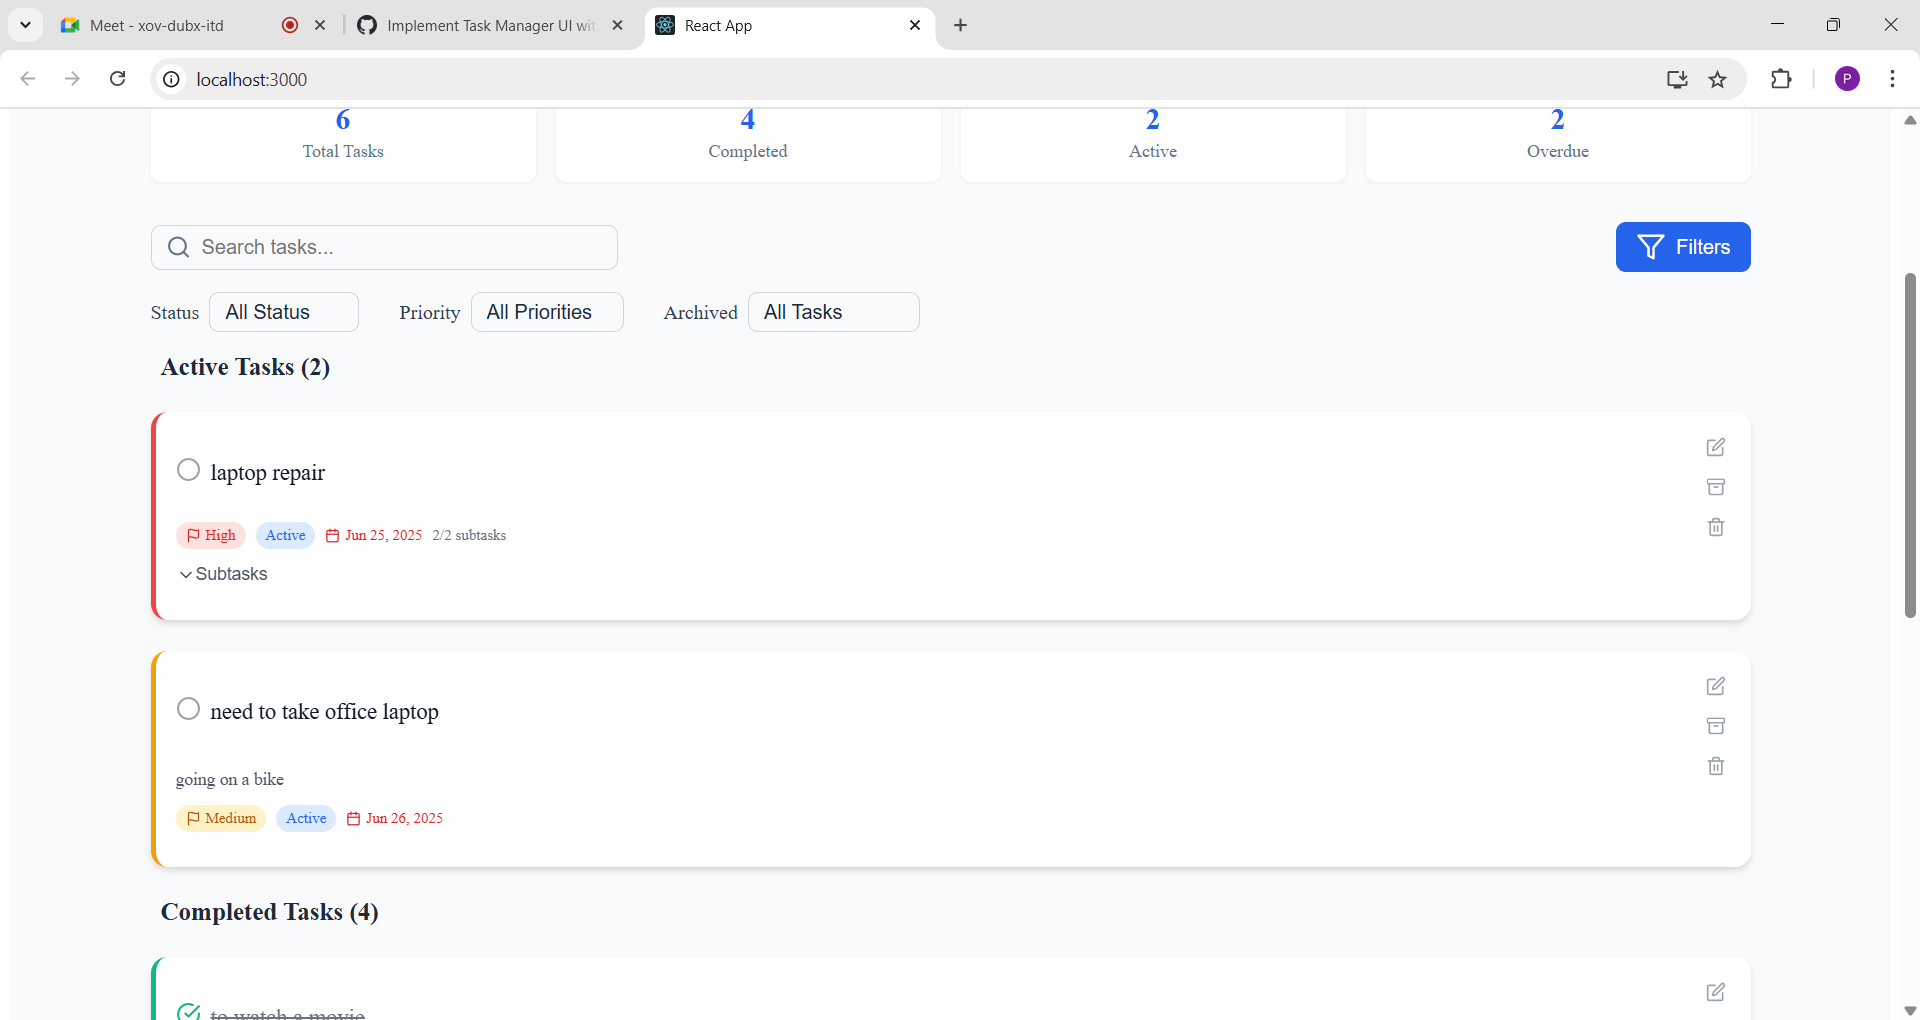 Meet - xov-dubx-itd
Implement Task Manager UI wit
React App
localhost:3000
P
6
Total Tasks
4
Completed
2
Active
2
Overdue
Search tasks...
Filters
Status All Status Priority All Priorities Archived All Tasks
Active Tasks (2)
laptop repair
High Active Jun 25, 2025 2/2 subtasks
Subtasks
need to take office laptop
going on a bike
Medium Active Jun 26, 2025
Completed Tasks (4)
to watch a movie